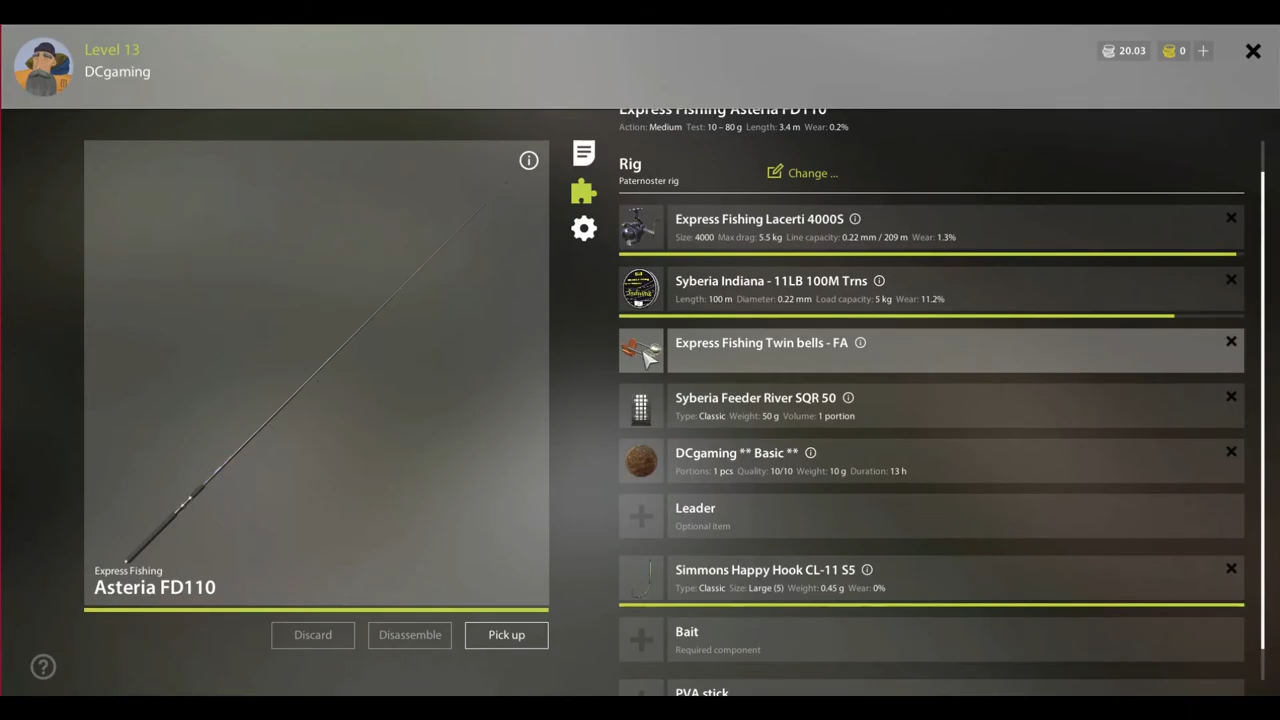 Level 13
DCgaming
20.03
0
Express Fishing Asteria FD110
Action: Medium Test: 10 – 80 g Length: 3.4 m Wear: 0.2%
Rig
Paternoster rig
Change ...
Express Fishing Lacerti 4000S
Size: 4000 Max drag: 5.5 kg Line capacity: 0.22 mm / 209 m Wear: 1.3%
Syberia Indiana - 11LB 100M Trns
Length: 100 m Diameter: 0.22 mm Load capacity: 5 kg Wear: 11.2%
Express Fishing Twin bells - FA
Syberia Feeder River SQR 50
Type: Classic Weight: 50 g Volume: 1 portion
DCgaming ** Basic **
Portions: 1 pcs Quality: 10/10 Weight: 10 g Duration: 13 h
Leader
Optional item
Simmons Happy Hook CL-11 S5
Type: Classic Size: Large (5) Weight: 0.45 g Wear: 0%
Bait
Required component
PVA stick
Express Fishing
Asteria FD110
Discard
Disassemble
Pick up